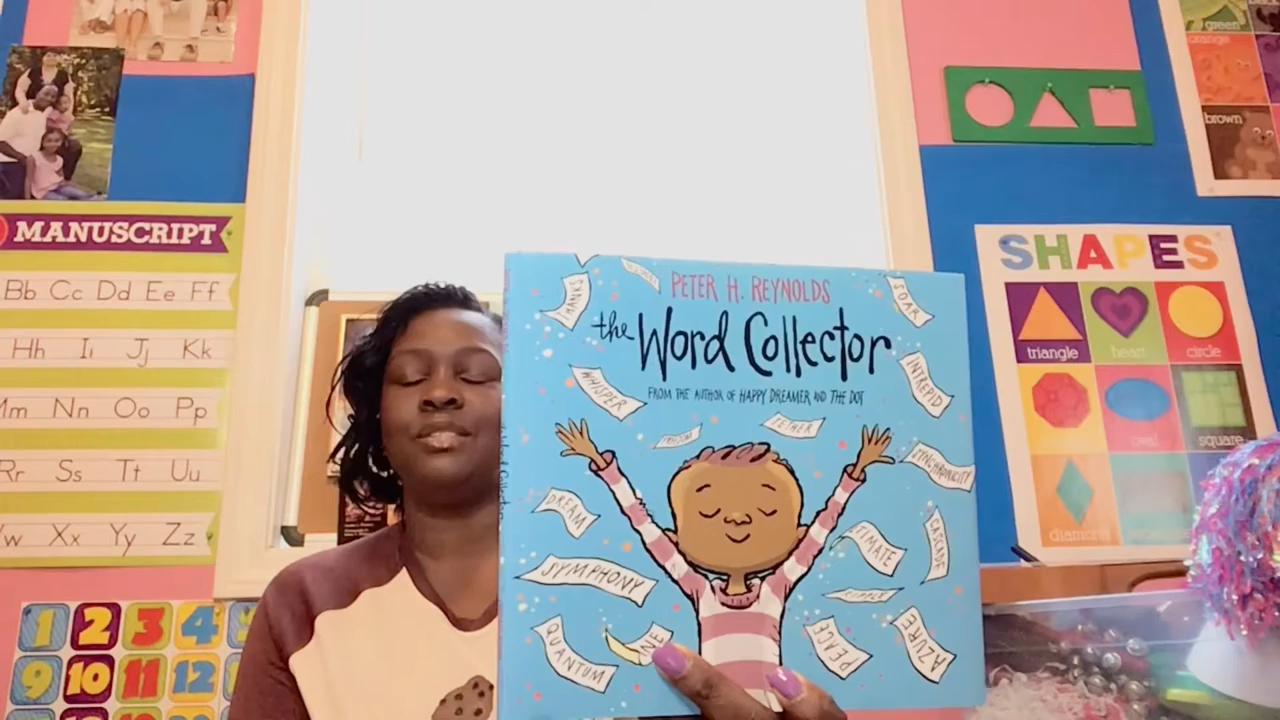 MANUSCRIPT
Bb Cc Dd Ee Ff
Hh Ii Jj Kk
Mm Nn Oo Pp
Rr Ss Tt Uu
Xx Yy Zz
1 2 3 4
9 10 11 12
PETER H. REYNOLDS
the Word Collector
FROM THE AUTHOR OF HAPPY DREAMER AND THE DOT
THANKS
SOAR
WHISPER
INTREPID
TETHER
SYNCHRONICITY
DREAM
CASCADE
SYMPHONY
QUANTUM
PEACE
AZURE
green
orange
brown
SHAPES
triangle
heart
circle
oval
square
diamond